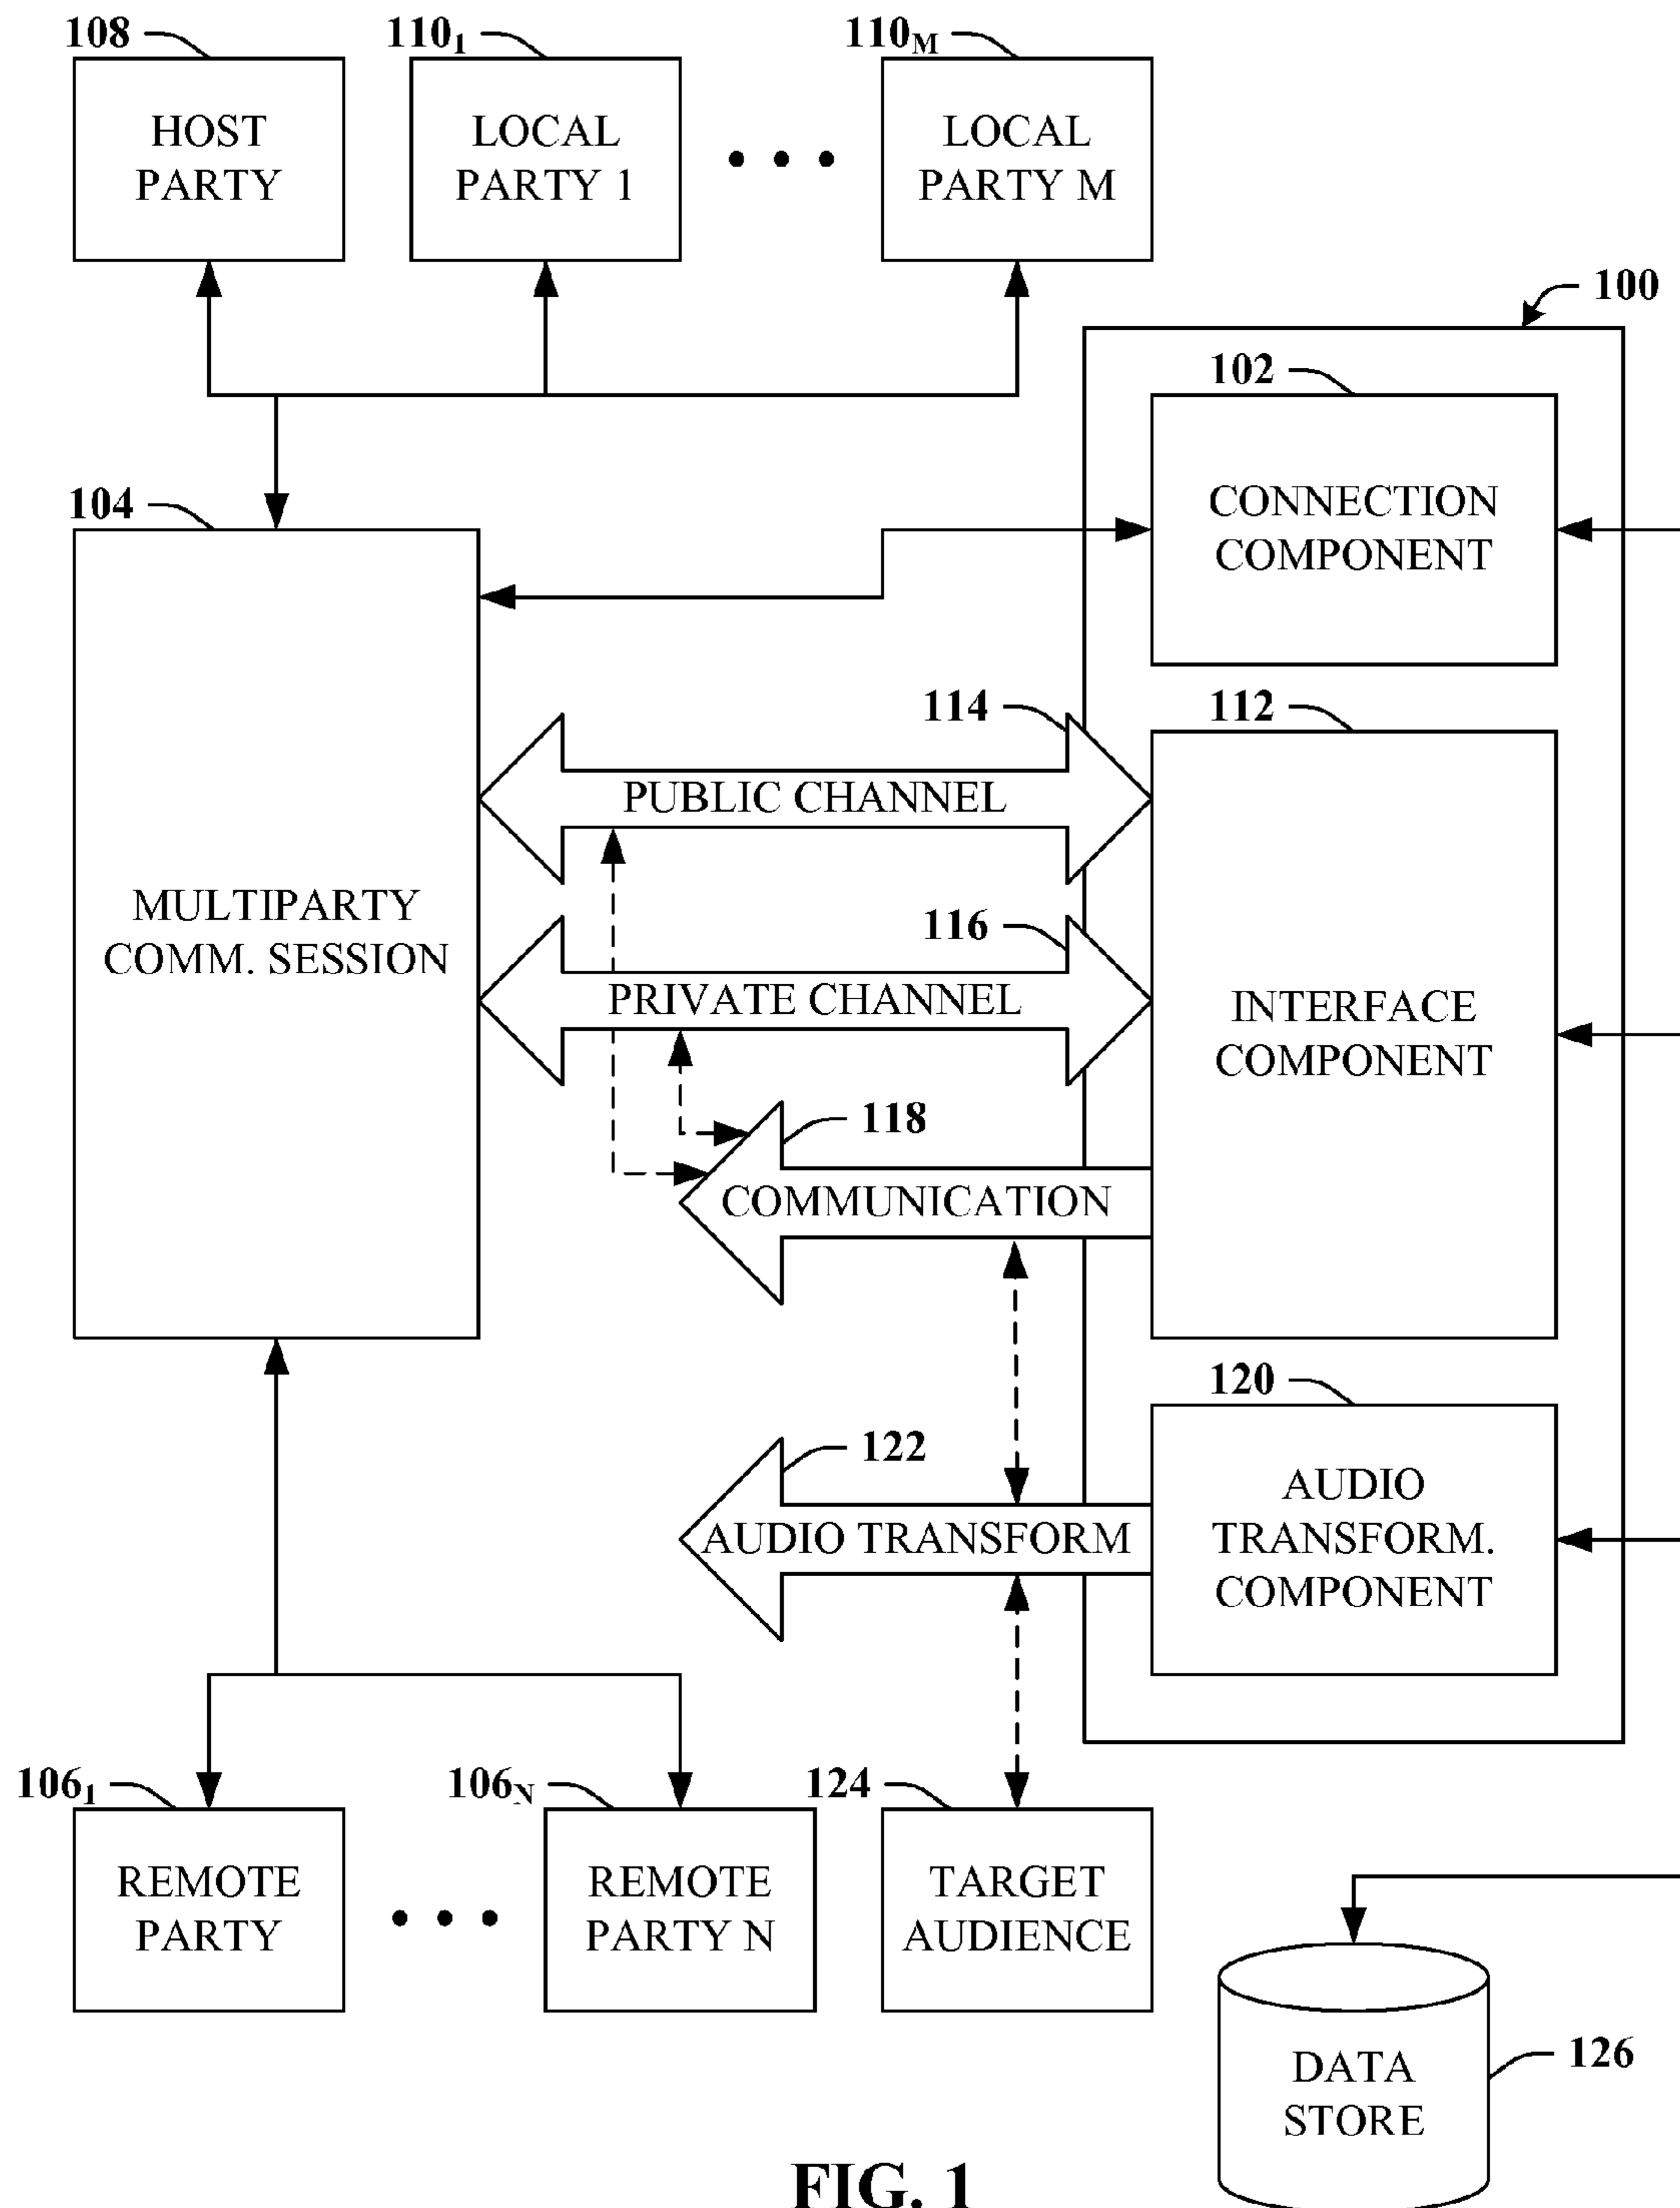 108
110₁
110M
HOST
PARTY
LOCAL
PARTY 1
LOCAL
PARTY M
100
102
CONNECTION
COMPONENT
104
MULTIPARTY
COMM. SESSION
114
PUBLIC CHANNEL
112
INTERFACE
COMPONENT
116
PRIVATE CHANNEL
118
COMMUNICATION
120
AUDIO
TRANSFORM.
COMPONENT
122
AUDIO TRANSFORM
106₁
REMOTE
PARTY
106N
REMOTE
PARTY N
124
TARGET
AUDIENCE
126
DATA
STORE
FIG. 1